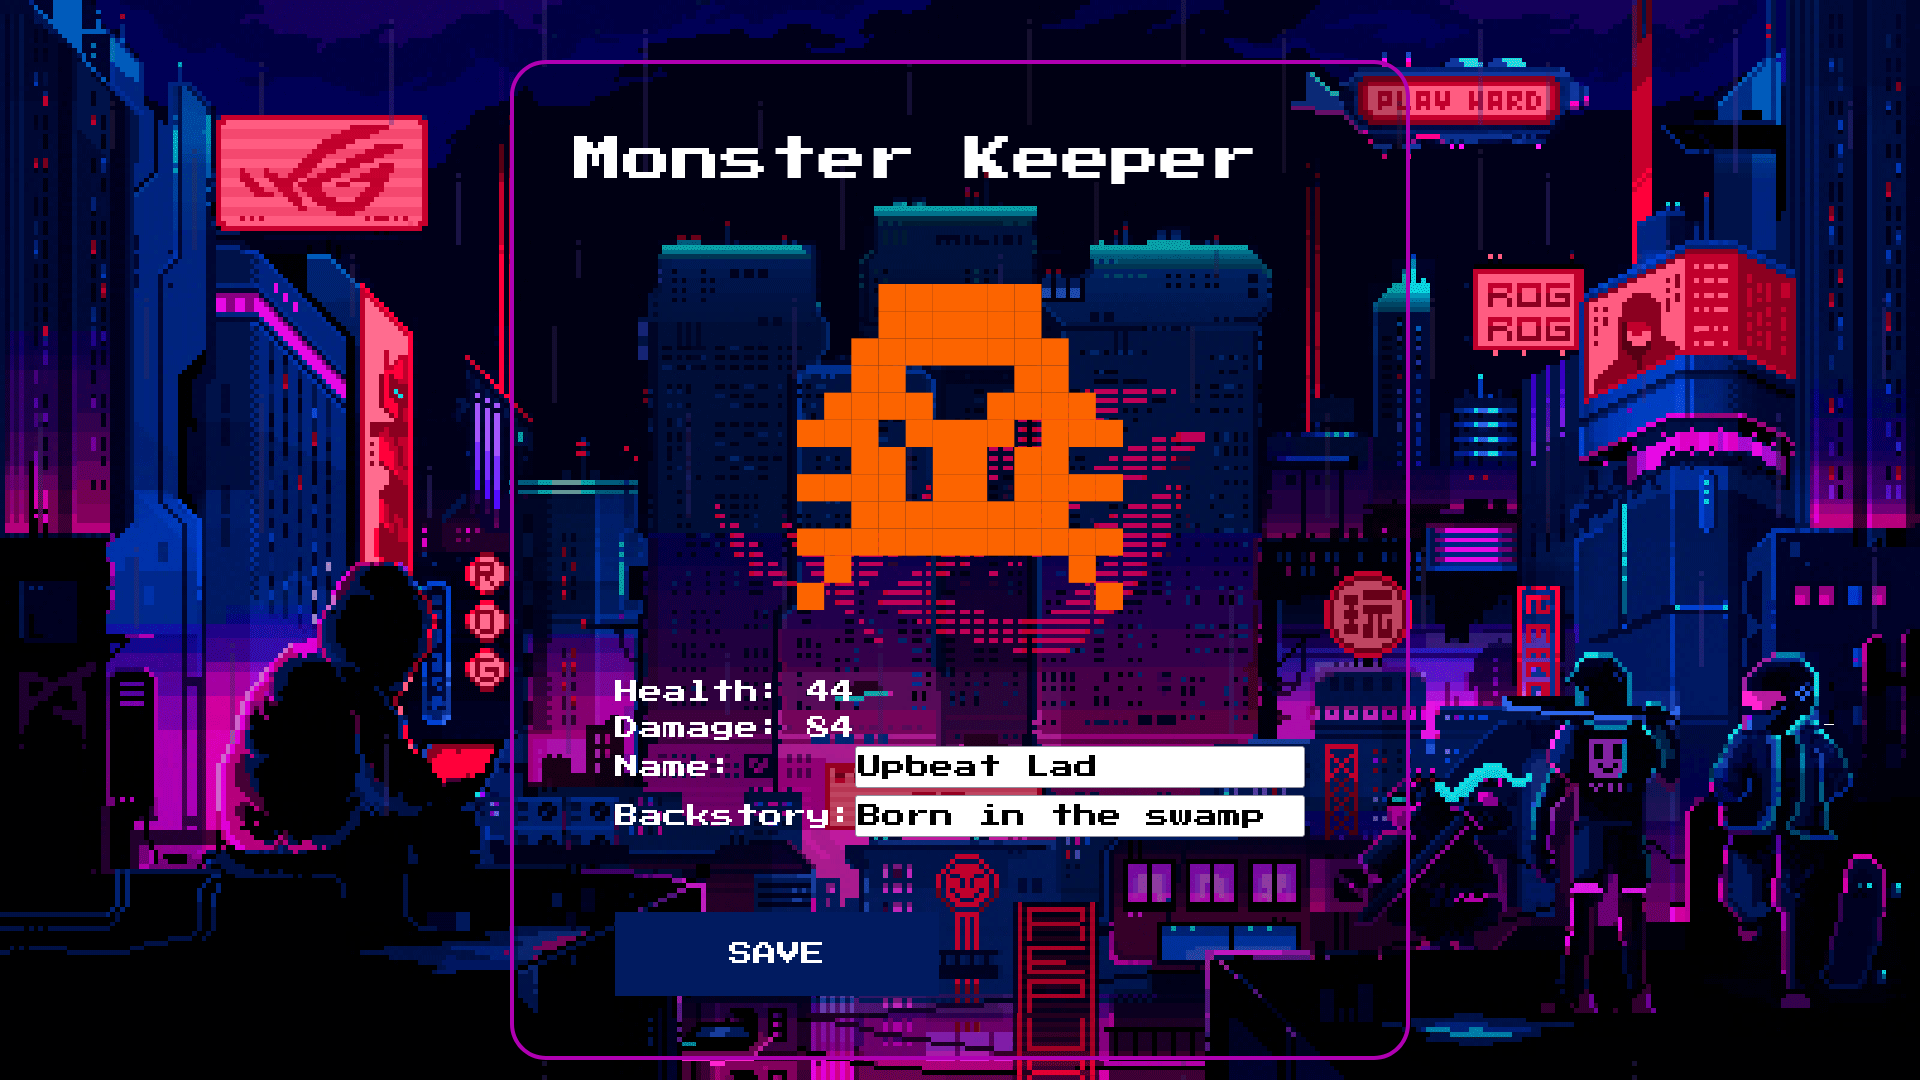 PLAY HARD
Monster Keeper
ROG
ROG
R
O
G
Health: 44
Damage: 84
Name: Upbeat Lad
Backstory: Born in the swamp
SAVE